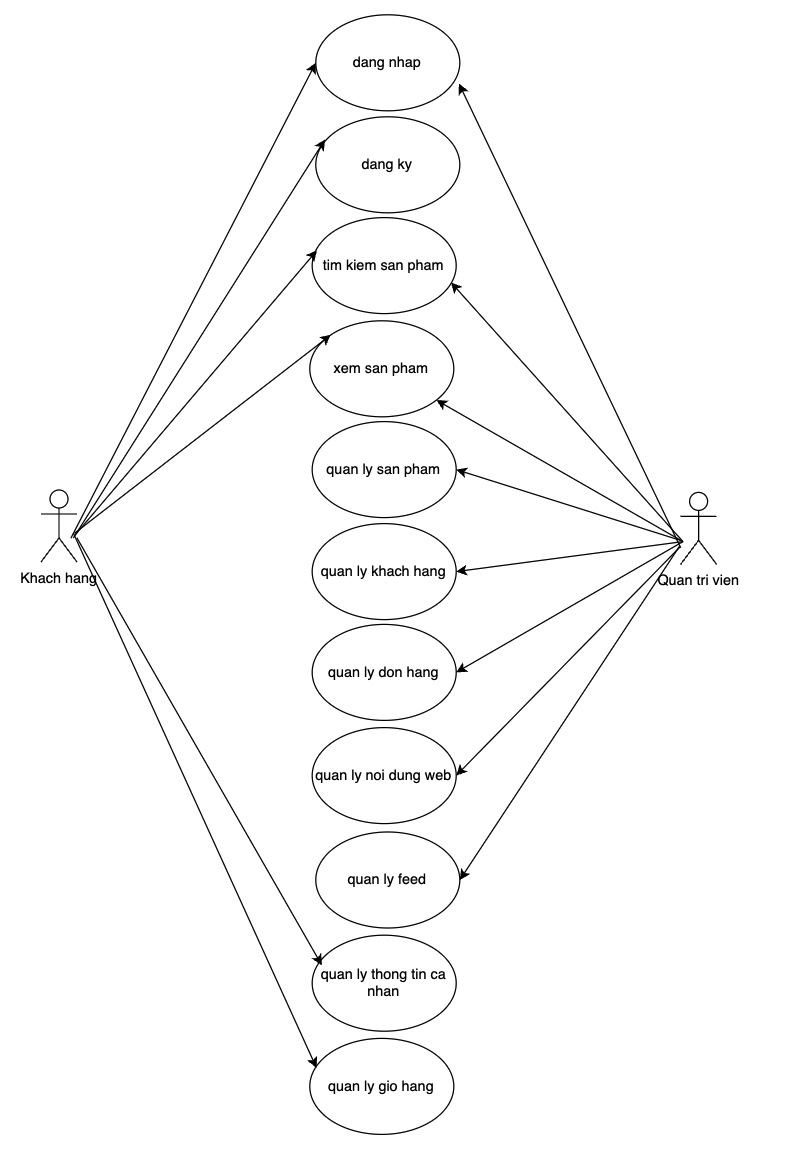 dang nhap
dang ky
tim kiem san pham
xem san pham
quan ly san pham
Khach hang
quan ly khach hang
Quan tri vien
quan ly don hang
quan ly noi dung web
quan ly feed
quan ly thong tin ca
nhan
quan ly gio hang